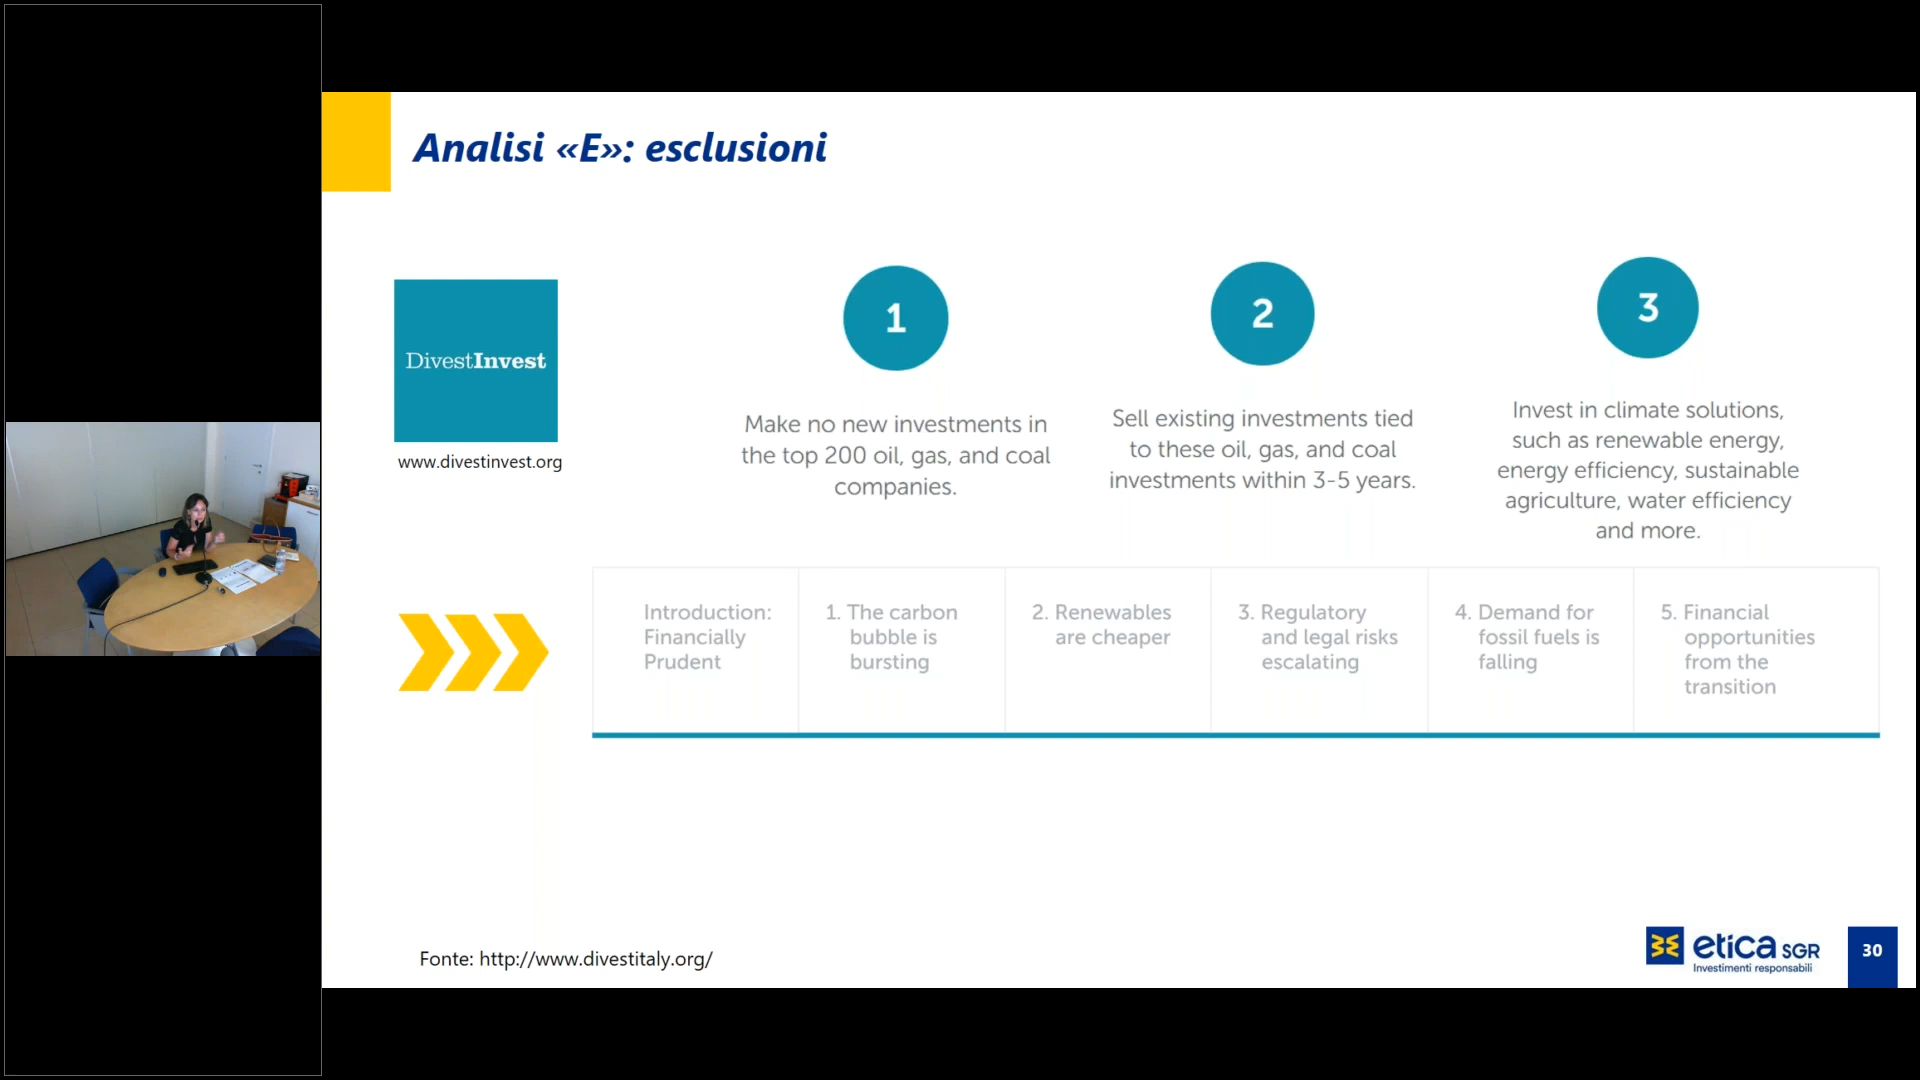 Analisi «E»: esclusioni
DivestInvest
www.divestinvest.org
1
Make no new investments in
the top 200 oil, gas, and coal
companies.
2
Sell existing investments tied
to these oil, gas, and coal
investments within 3-5 years.
3
Invest in climate solutions,
such as renewable energy,
energy efficiency, sustainable
agriculture, water efficiency
and more.
Introduction:
Financially
Prudent
1. The carbon
bubble is
bursting
2. Renewables
are cheaper
3. Regulatory
and legal risks
escalating
4. Demand for
fossil fuels is
falling
5. Financial
opportunities
from the
transition
Fonte: http://www.divestitaly.org/
etica SGR
Investimenti responsabili
30